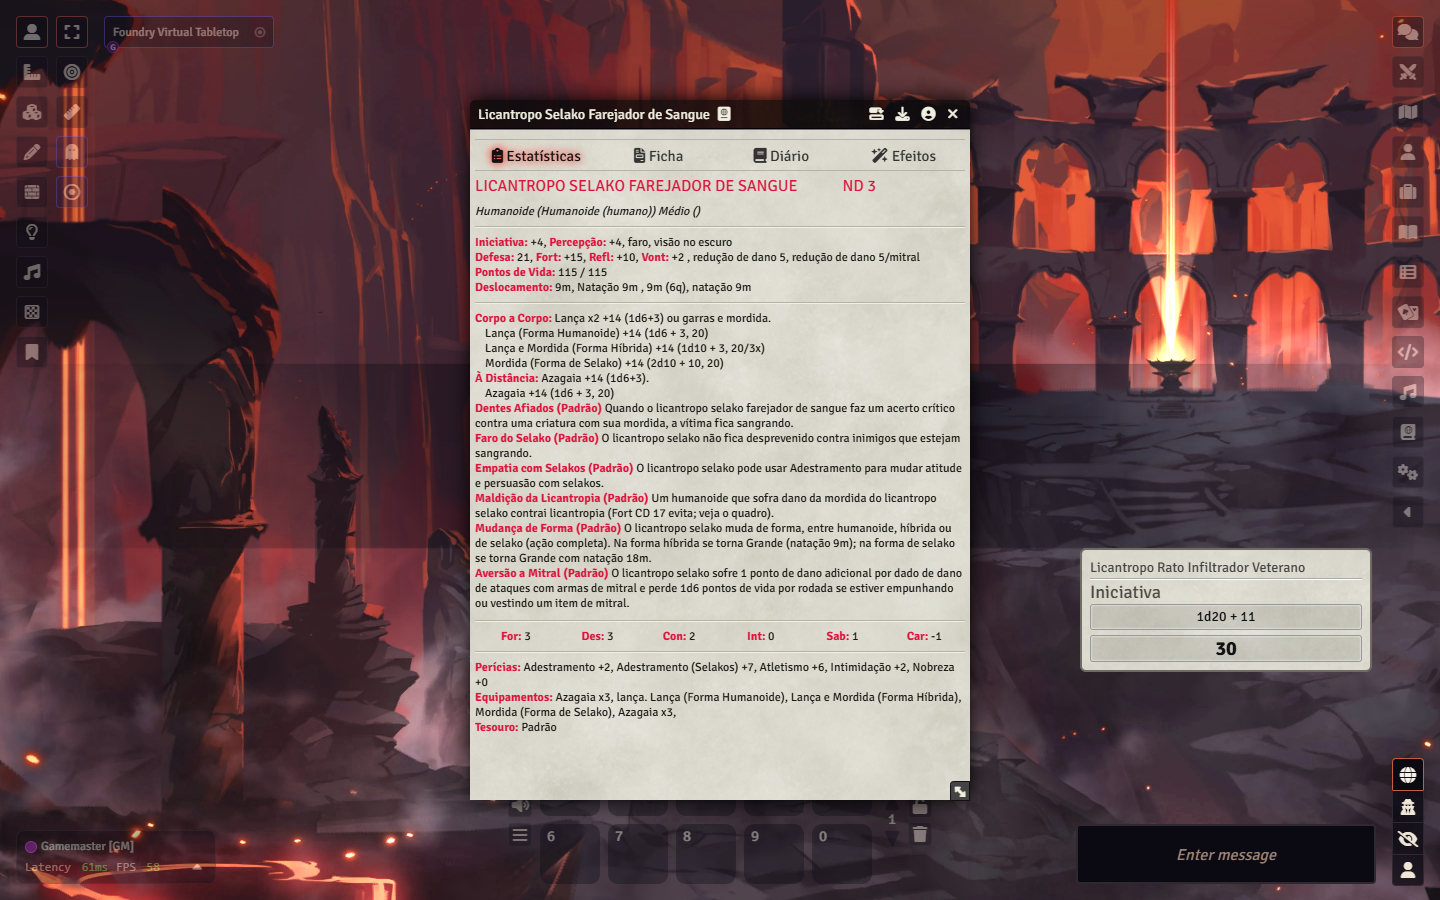 Foundry Virtual Tabletop
G
Licantropo Selako Farejador de Sangue
Estatísticas
Ficha
Diário
Efeitos
LICANTROPO SELAKO FAREJADOR DE SANGUE ND 3
Humanoide (Humanoide (humano)) Médio ()
Iniciativa: +4, Percepção: +4, faro, visão no escuro
Defesa: 21, Fort: +15, Refl: +10, Vont: +2 , redução de dano 5, redução de dano 5/mitral
Pontos de Vida: 115 / 115
Deslocamento: 9m, Natação 9m , 9m (6q), natação 9m
Corpo a Corpo: Lança x2 +14 (1d6+3) ou garras e mordida.
Lança (Forma Humanoide) +14 (1d6 + 3, 20)
Lança e Mordida (Forma Híbrida) +14 (1d10 + 3, 20/3x)
Mordida (Forma de Selako) +14 (2d10 + 10, 20)
À Distância: Azagaia +14 (1d6+3).
Azagaia +14 (1d6 + 3, 20)
Dentes Afiados (Padrão) Quando o licantropo selako farejador de sangue faz um acerto crítico
contra uma criatura com sua mordida, a vítima fica sangrando.
Faro do Selako (Padrão) O licantropo selako não fica desprevenido contra inimigos que estejam
sangrando.
Empatia com Selakos (Padrão) O licantropo selako pode usar Adestramento para mudar atitude
e persuasão com selakos.
Maldição da Licantropia (Padrão) Um humanoide que sofra dano da mordida do licantropo
selako contrai licantropia (Fort CD 17 evita; veja o quadro).
Mudança de Forma (Padrão) O licantropo selako muda de forma, entre humanoide, híbrida ou
de selako (ação completa). Na forma híbrida se torna Grande (natação 9m); na forma de selako
se torna Grande com natação 18m.
Aversão a Mitral (Padrão) O licantropo selako sofre 1 ponto de dano adicional por dado de dano
de ataques com armas de mitral e perde 1d6 pontos de vida por rodada se estiver empunhando
ou vestindo um item de mitral.
For: 3 Des: 3 Con: 2 Int: 0 Sab: 1 Car: -1
Perícias: Adestramento +2, Adestramento (Selakos) +7, Atletismo +6, Intimidação +2, Nobreza
+0
Equipamentos: Azagaia x3, lança. Lança (Forma Humanoide), Lança e Mordida (Forma Híbrida),
Mordida (Forma de Selako), Azagaia x3,
Tesouro: Padrão
Licantropo Rato Infiltrador Veterano
Iniciativa
1d20 + 11
30
6 7 8 9 0 1
Gamemaster [GM]
Latency 61ms FPS 58
Enter message